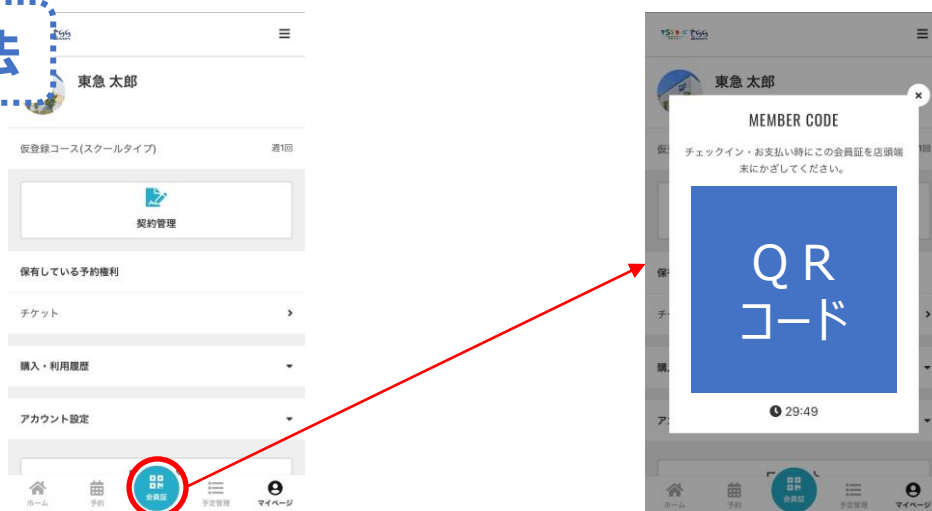 法
東急 太郎
仮登録コース(スクールタイプ)
週1回
契約管理
保有している予約権利
チケット
購入・利用履歴
アカウント設定
ホーム
予約
会員証
予定管理
マイページ
東急 太郎
MEMBER CODE
チェックイン・お支払い時にこの会員証を店頭端
末にかざしてください。
QR
コード
29:49
ホーム
予約
会員証
予定管理
マイページ